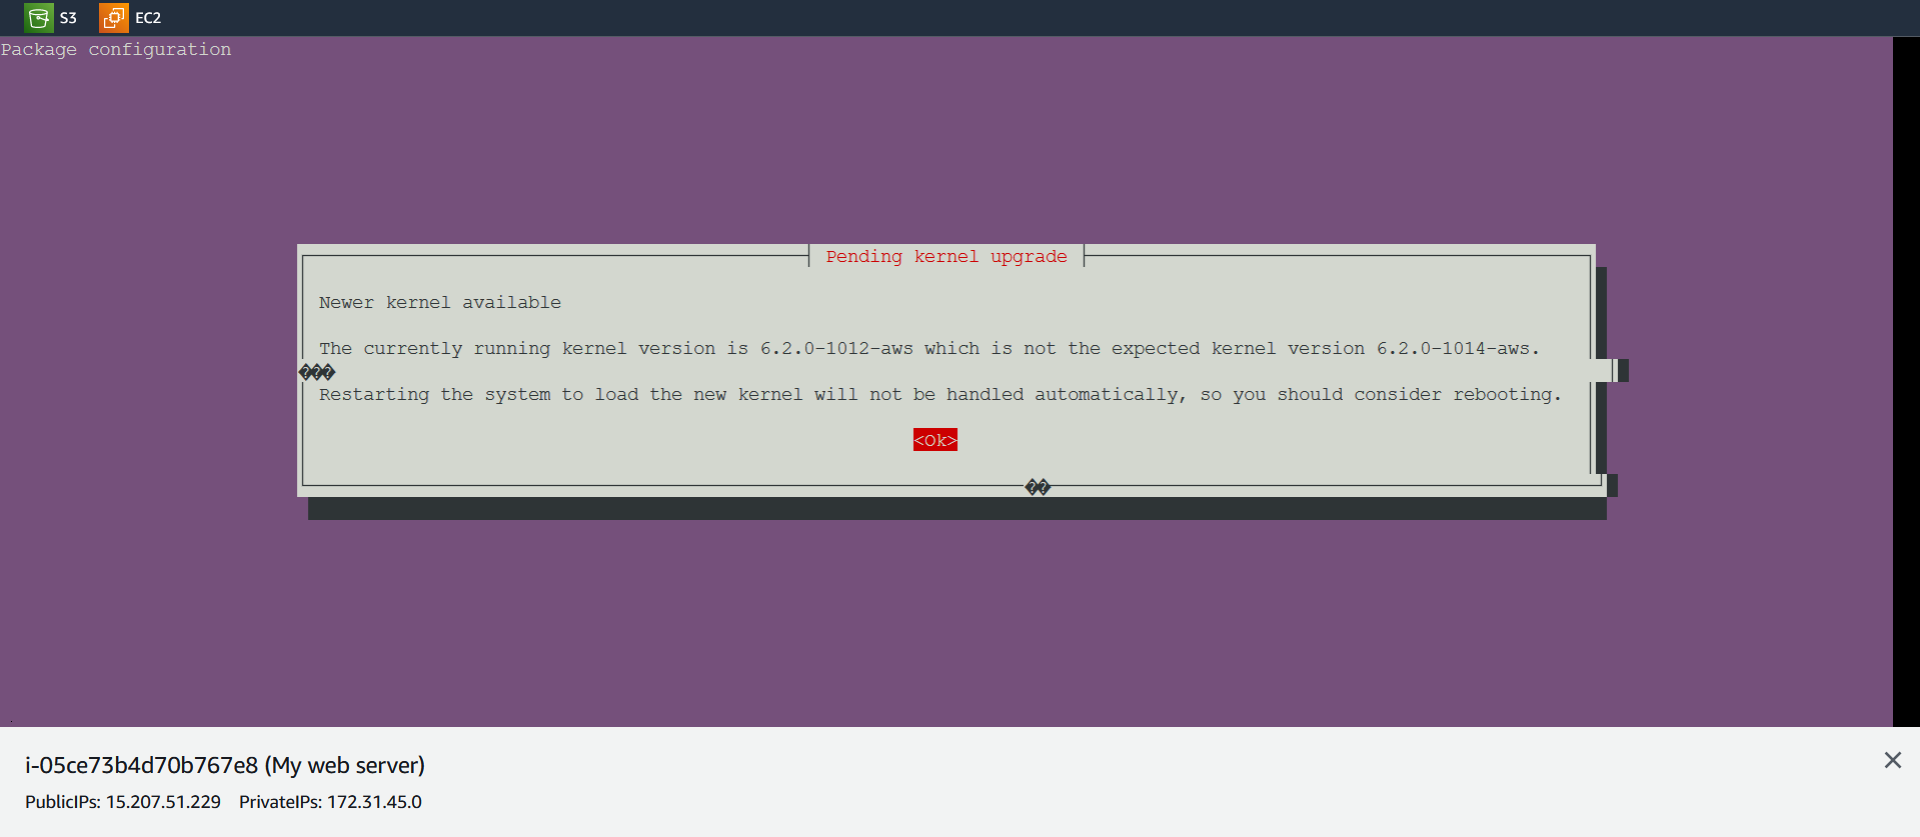 S3 EC2
Package configuration
Pending kernel upgrade
Newer kernel available
The currently running kernel version is 6.2.0-1012-aws which is not the expected kernel version 6.2.0-1014-aws.
���
Restarting the system to load the new kernel will not be handled automatically, so you should consider rebooting.
<Ok>
��
i-05ce73b4d70b767e8 (My web server)
PublicIPs: 15.207.51.229 PrivateIPs: 172.31.45.0